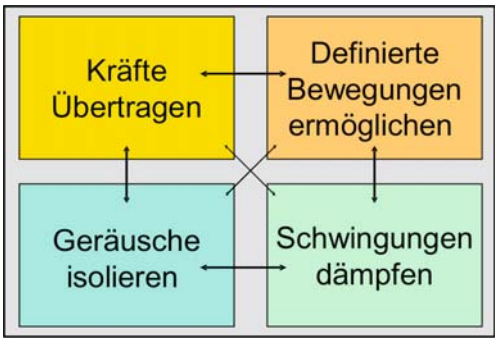 Kräfte
Übertragen
Definierte
Bewegungen
ermöglichen
Geräusche
isolieren
Schwingungen
dämpfen